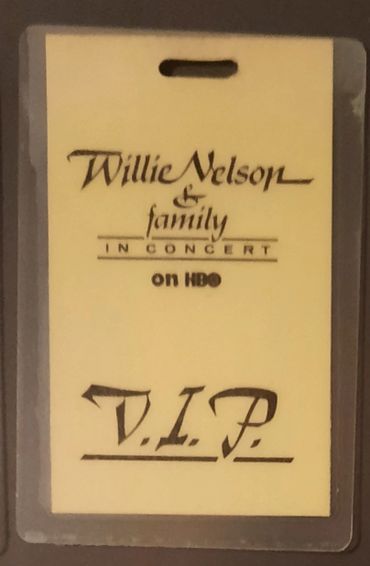 Willie Nelson
&
family
IN CONCERT
on HBO
V.I.P.